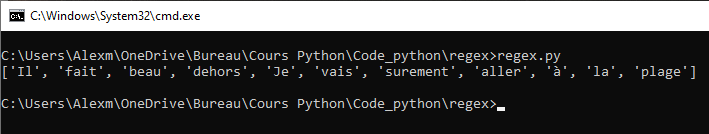 C:\Windows\System32\cmd.exe
C:\Users\Alexm\OneDrive\Bureau\Cours Python\Code_python\regex>regex.py
['Il', 'fait', 'beau', 'dehors', 'Je', 'vais', 'surement', 'aller', 'à', 'la', 'plage']
C:\Users\Alexm\OneDrive\Bureau\Cours Python\Code_python\regex>